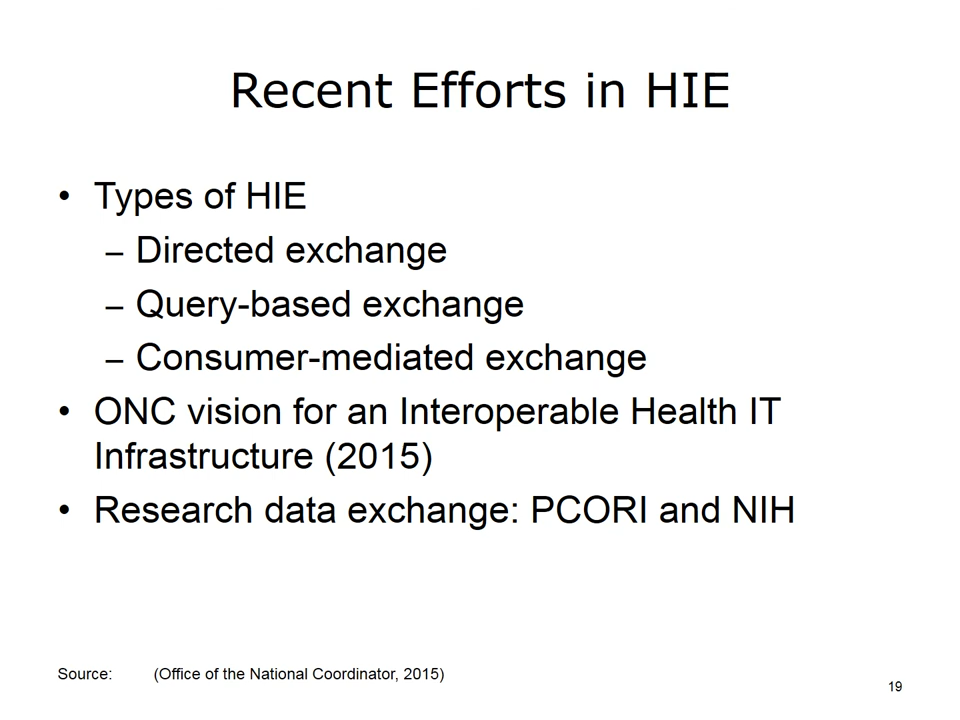 Recent Efforts in HIE
• Types of HIE
– Directed exchange
– Query-based exchange
– Consumer-mediated exchange
• ONC vision for an Interoperable Health IT
Infrastructure (2015)
• Research data exchange: PCORI and NIH
Source: (Office of the National Coordinator, 2015)
19